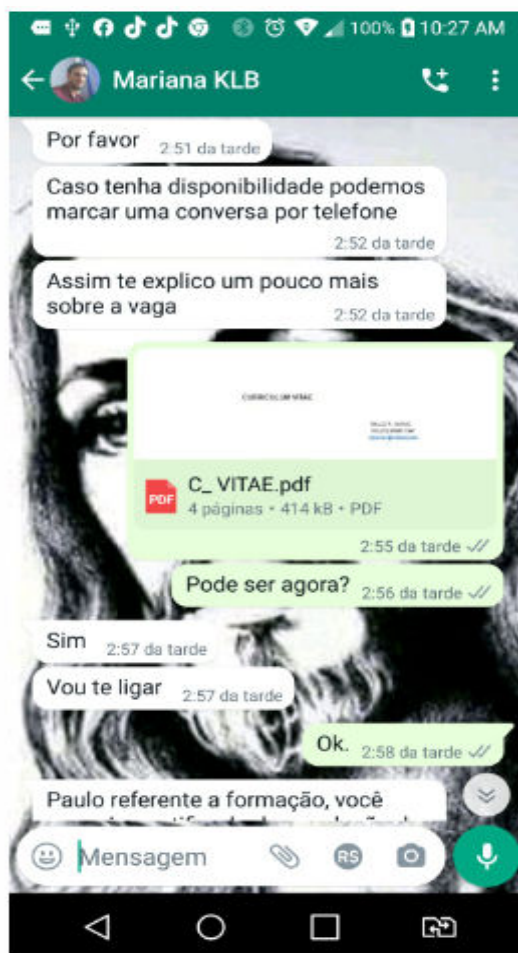 100% 10:27 AM
Mariana KLB
Por favor 2:51 da tarde
Caso tenha disponibilidade podemos
marcar uma conversa por telefone
2:52 da tarde
Assim te explico um pouco mais
sobre a vaga 2:52 da tarde
CURRICULUM VITAE
PDF
C_ VITAE.pdf
4 páginas • 414 kB • PDF
2:55 da tarde
Pode ser agora? 2:56 da tarde
Sim 2:57 da tarde
Vou te ligar 2:57 da tarde
Ok. 2:58 da tarde
Paulo referente a formação, você
Mensagem RS